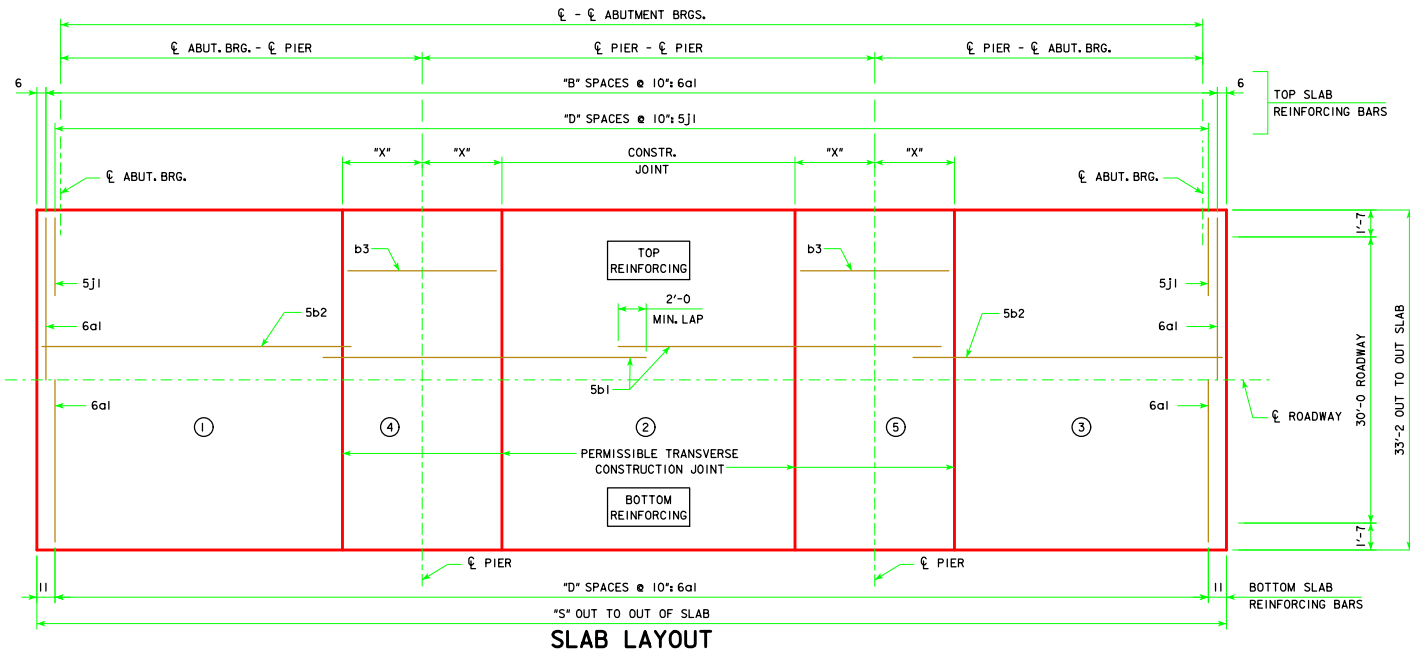 ℄ - ℄ ABUTMENT BRGS.
℄ ABUT. BRG. - ℄ PIER
℄ PIER - ℄ PIER
℄ PIER - ℄ ABUT. BRG.
6
"B" SPACES @ 10": 6a1
6
TOP SLAB
REINFORCING BARS
"D" SPACES @ 10": 5j1
"X"
"X"
CONSTR.
JOINT
"X"
"X"
℄ ABUT. BRG.
℄ ABUT. BRG.
1'-7
b3
TOP
REINFORCING
b3
5j1
5j1
2'-0
MIN. LAP
5b2
5b2
6a1
6a1
5b1
℄ ROADWAY
30'-0 ROADWAY
33'-2 OUT TO OUT SLAB
6a1
6a1
1
4
2
5
3
PERMISSIBLE TRANSVERSE
CONSTRUCTION JOINT
BOTTOM
REINFORCING
1'-7
℄ PIER
℄ PIER
11
"D" SPACES @ 10": 6a1
11
BOTTOM SLAB
REINFORCING BARS
"S" OUT TO OUT OF SLAB
SLAB LAYOUT